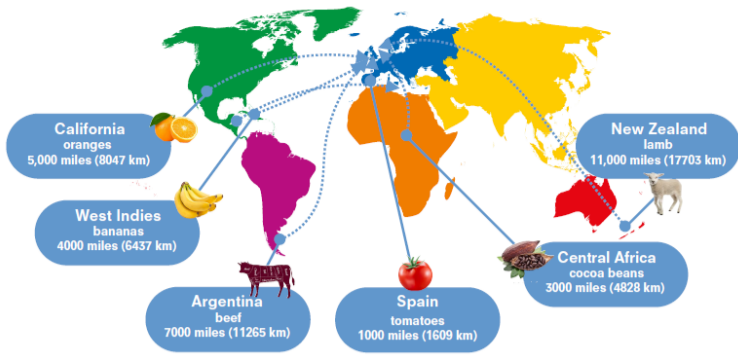 California
oranges
5,000 miles (8047 km)
West Indies
bananas
4000 miles (6437 km)
Argentina
beef
7000 miles (11265 km)
Spain
tomatoes
1000 miles (1609 km)
Central Africa
cocoa beans
3000 miles (4828 km)
New Zealand
lamb
11,000 miles (17703 km)